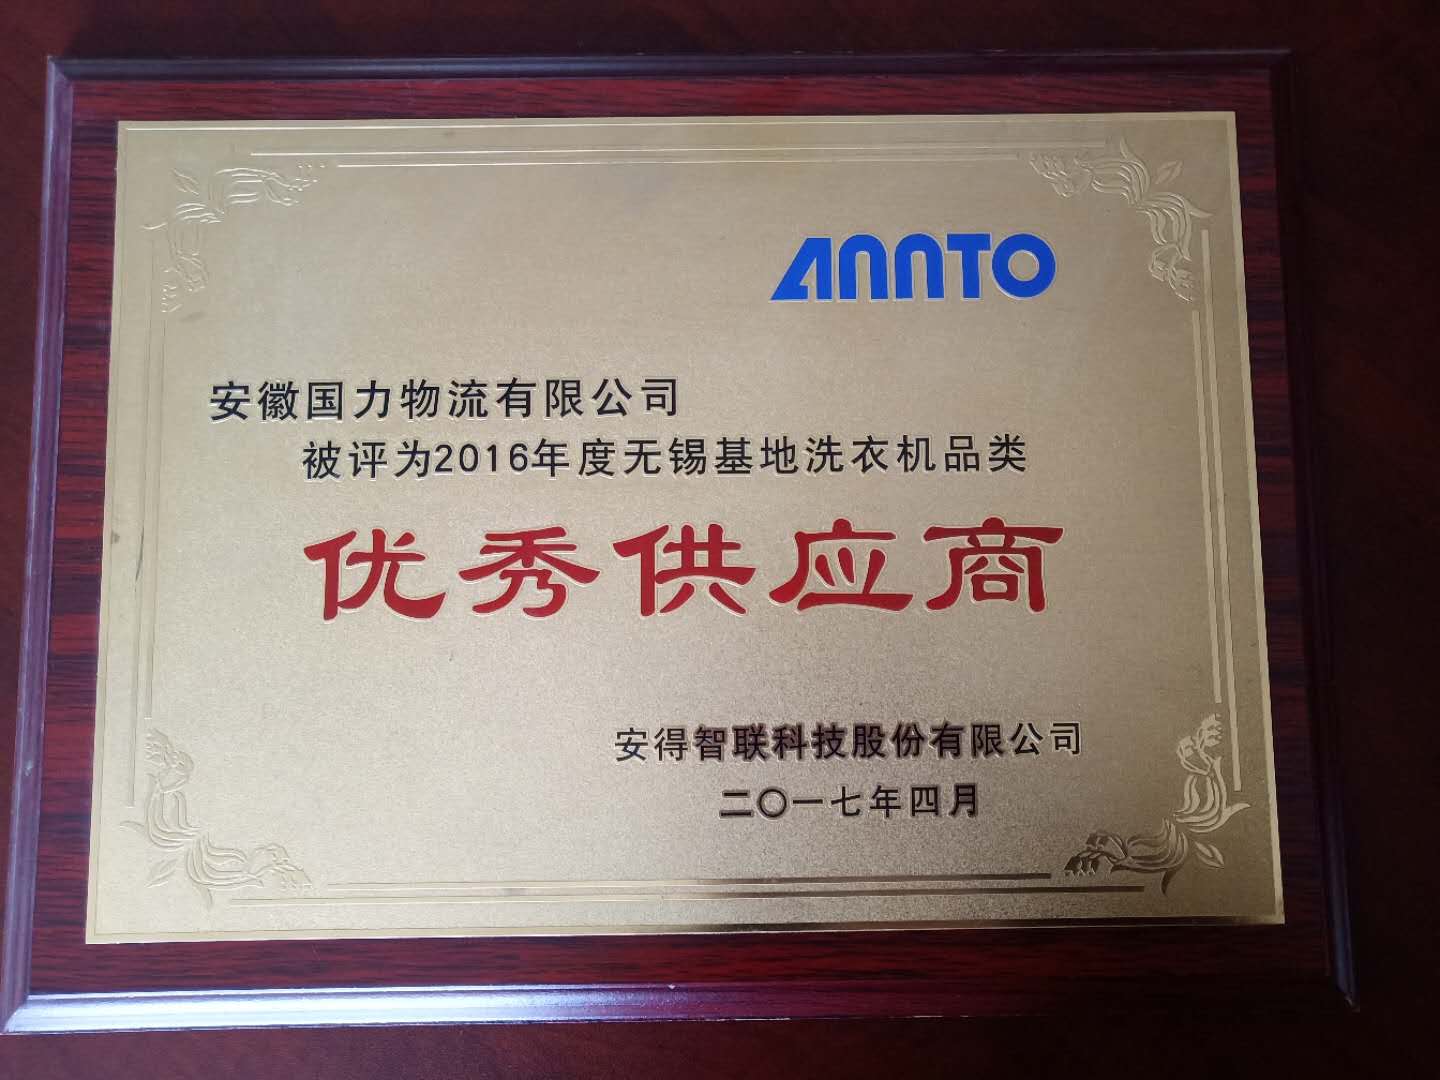 ANNTO
安徽国力物流有限公司
被评为2016年度无锡基地洗衣机品类
优秀供应商
安得智联科技股份有限公司
二〇一七年四月